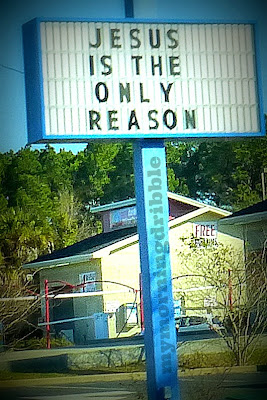 JESUS
IS THE
ONLY
REASON
FREE
mymorningdribble